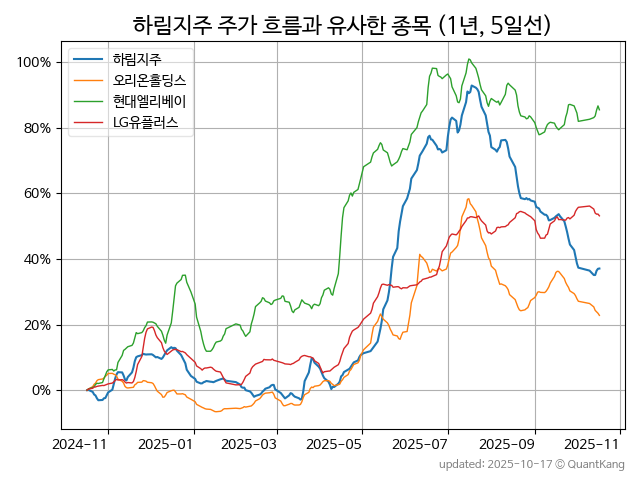 하림지주 주가 흐름과 유사한 종목 (1년, 5일선)
하림지주
오리온홀딩스
현대엘리베이
LG유플러스
100%
80%
60%
40%
20%
0%
2024-11 2025-01 2025-03 2025-05 2025-07 2025-09 2025-11
updated: 2025-10-17 © QuantKang